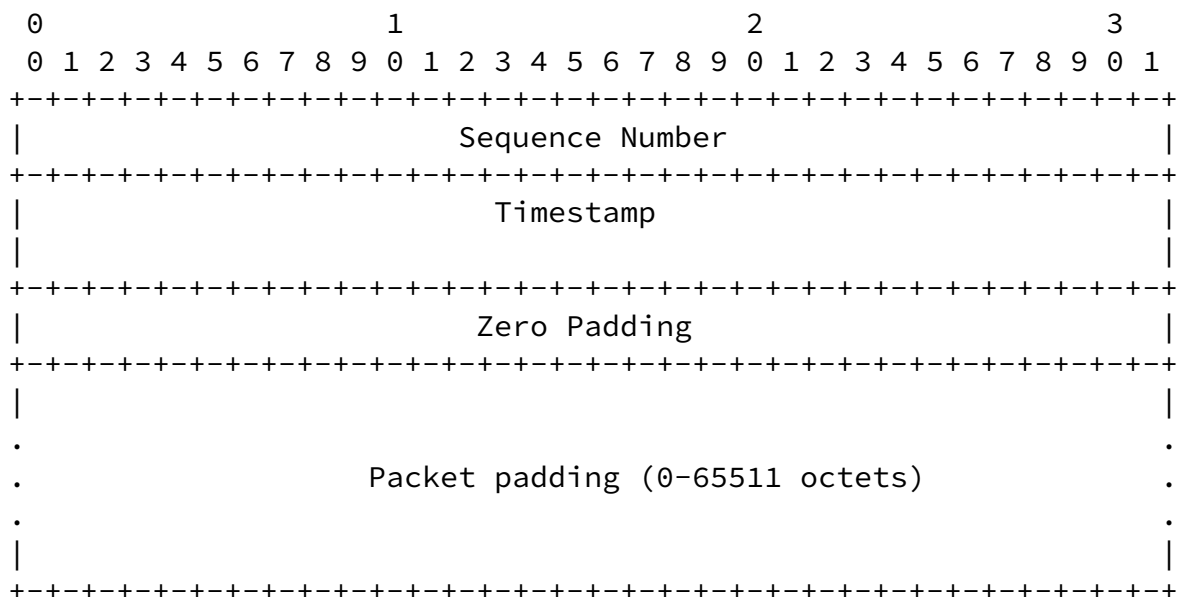 0                   1                   2                   3
 0 1 2 3 4 5 6 7 8 9 0 1 2 3 4 5 6 7 8 9 0 1 2 3 4 5 6 7 8 9 0 1
+-+-+-+-+-+-+-+-+-+-+-+-+-+-+-+-+-+-+-+-+-+-+-+-+-+-+-+-+-+-+-+-+
|                        Sequence Number                        |
+-+-+-+-+-+-+-+-+-+-+-+-+-+-+-+-+-+-+-+-+-+-+-+-+-+-+-+-+-+-+-+-+
|                          Timestamp                            |
|                                                               |
+-+-+-+-+-+-+-+-+-+-+-+-+-+-+-+-+-+-+-+-+-+-+-+-+-+-+-+-+-+-+-+-+
|                         Zero Padding                          |
+-+-+-+-+-+-+-+-+-+-+-+-+-+-+-+-+-+-+-+-+-+-+-+-+-+-+-+-+-+-+-+-+
|                                                               |
.                                                               .
.                   Packet padding (0-65511 octets)             .
.                                                               .
|                                                               |
+-+-+-+-+-+-+-+-+-+-+-+-+-+-+-+-+-+-+-+-+-+-+-+-+-+-+-+-+-+-+-+-+